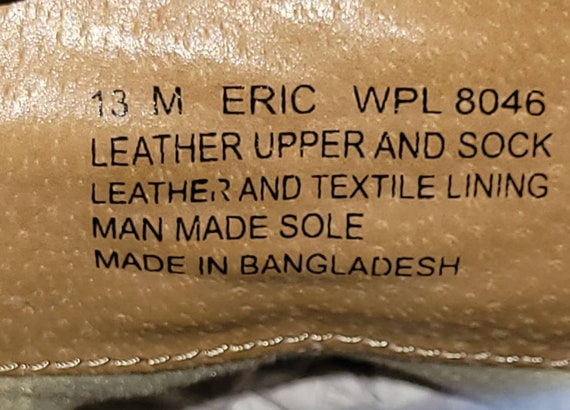 13 M ERIC WPL 8046
LEATHER UPPER AND SOCK
LEATHER AND TEXTILE LINING
MAN MADE SOLE
MADE IN BANGLADESH